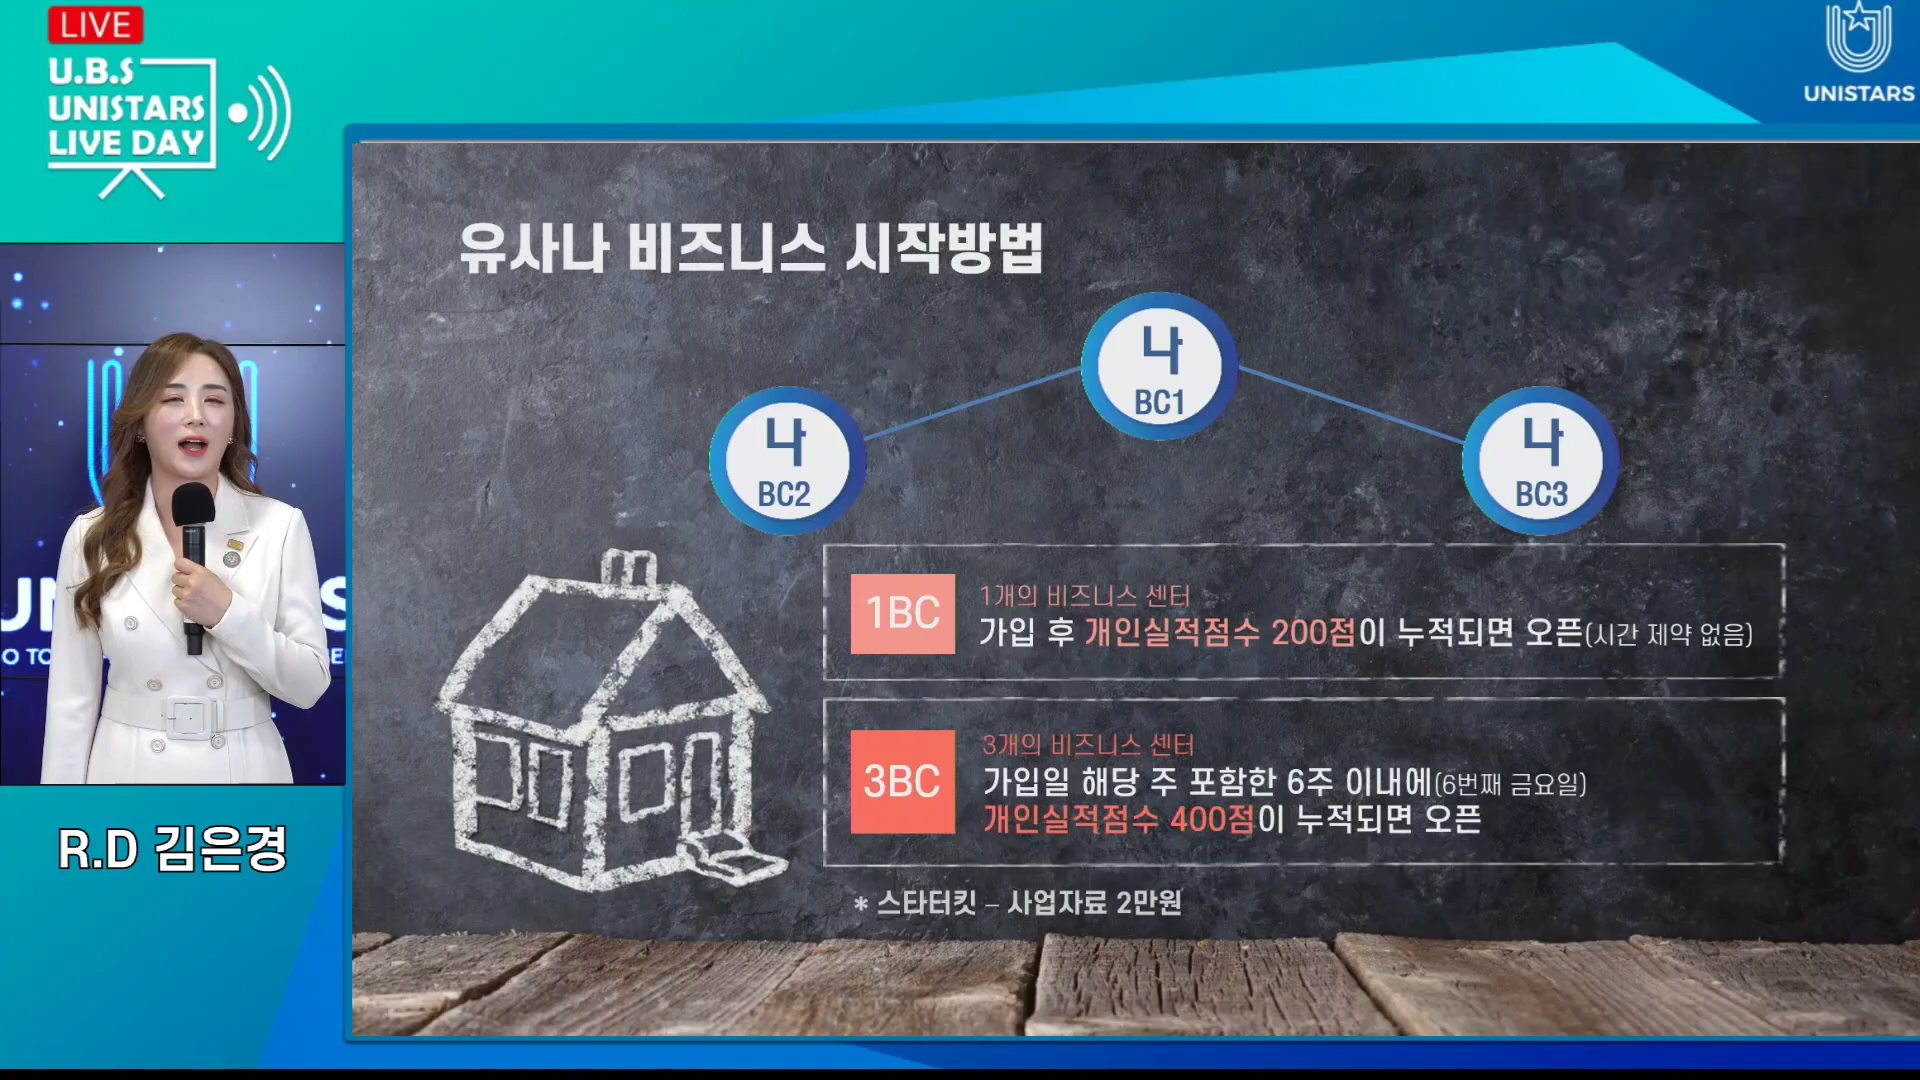 LIVE
U.B.S
UNISTARS
LIVE DAY
UNISTARS
유사나 비즈니스 시작방법
나
BC1
나
BC2
나
BC3
1BC
1개의 비즈니스 센터
가입 후 개인실적점수 200점이 누적되면 오픈(시간 제약 없음)
3BC
3개의 비즈니스 센터
가입일 해당 주 포함한 6주 이내에(6번째 금요일)
개인실적점수 400점이 누적되면 오픈
* 스타터킷 – 사업자료 2만원
R.D 김은경